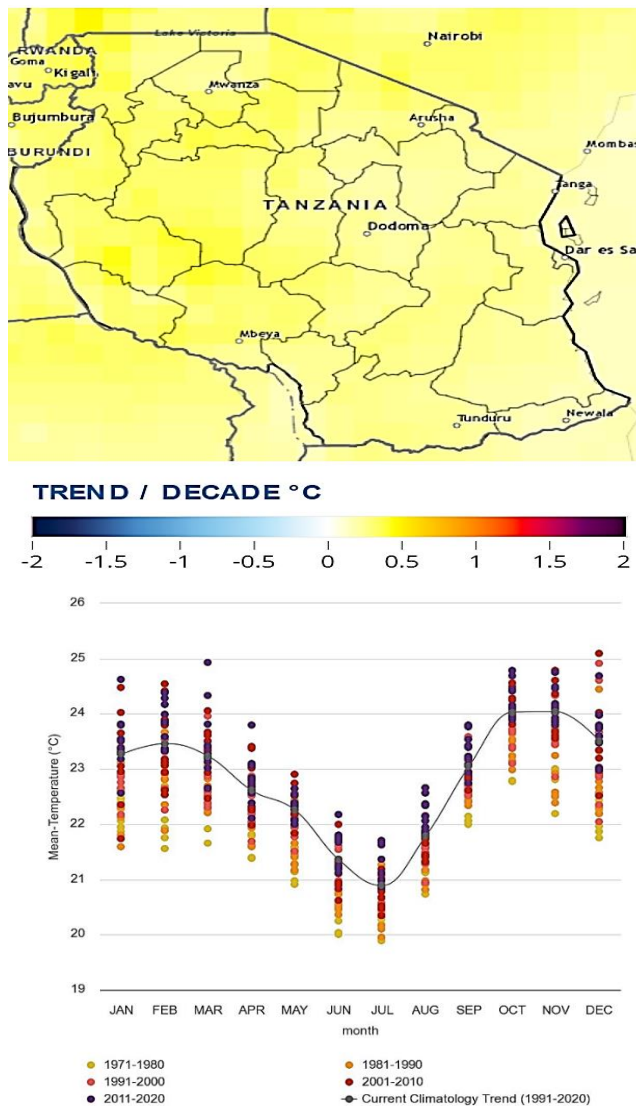 Lake Victoria
Nairobi
RWANDA
Goma
Kigali
avu
Mwanza
Bujumbura
Arusha
BURUNDI
Mombas
Tanga
TANZANIA
Dodoma
Dar es Sa
Mbeya
Tunduru
Newala
TREND / DECADE °C
-2 -1.5 -1 -0.5 0 0.5 1 1.5 2
26
25
24
23
22
21
20
19
Mean-Temperature (°C)
JAN FEB MAR APR MAY JUN JUL AUG SEP OCT NOV DEC
month
1971-1980 1981-1990
1991-2000 2001-2010
2011-2020 Current Climatology Trend (1991-2020)